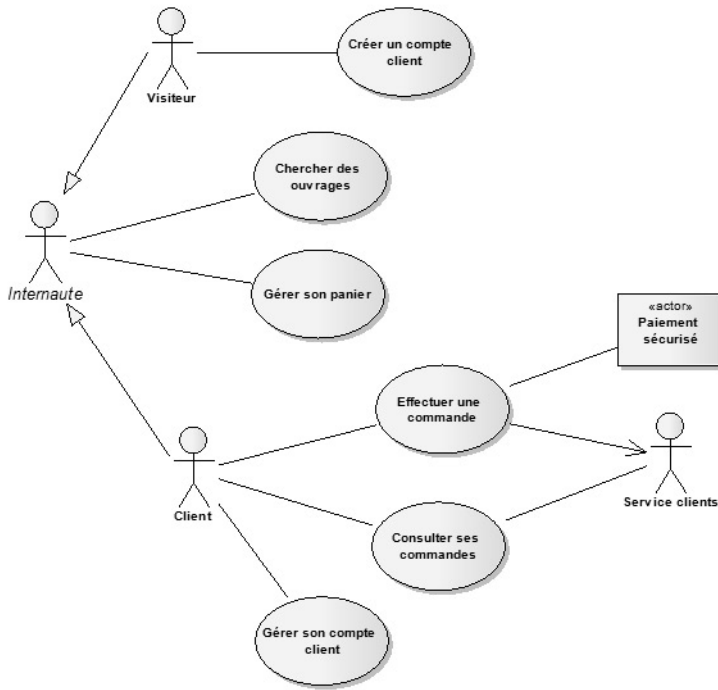 Créer un compte
client
Visiteur
Chercher des
ouvrages
Internaute
Gérer son panier
«actor»
Paiement
sécurisé
Effectuer une
commande
Client
Service clients
Consulter ses
commandes
Gérer son compte
client